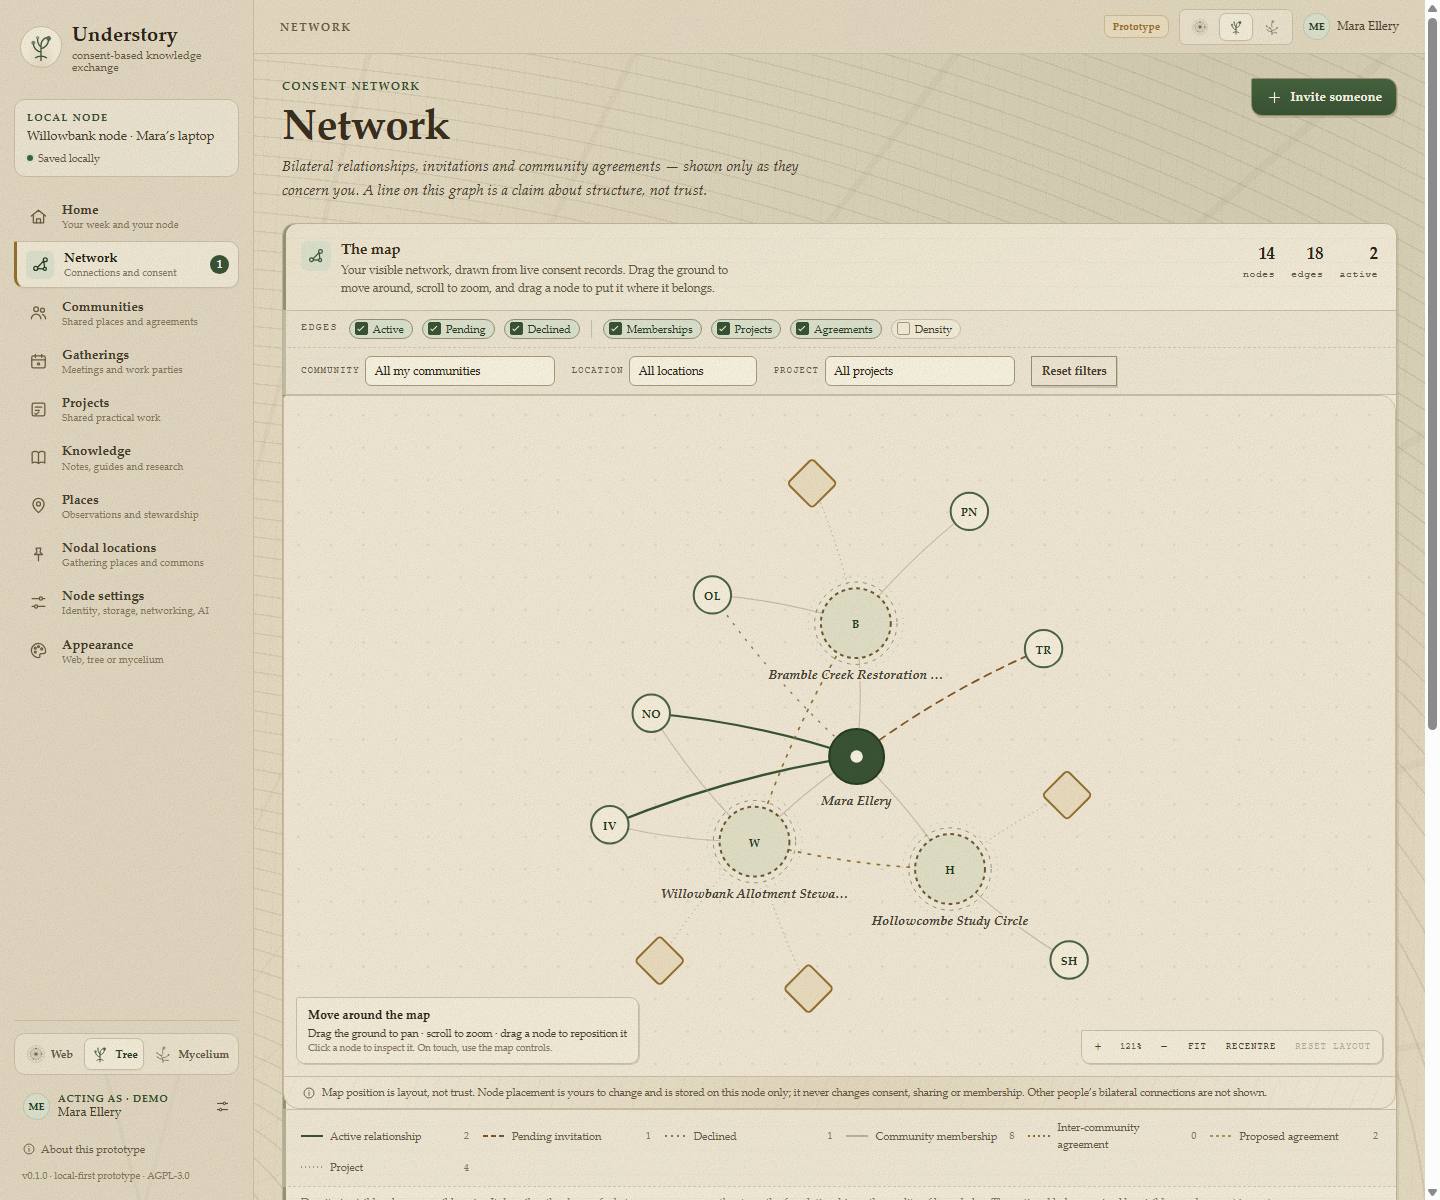 Understory
consent-based knowledge
exchange
LOCAL NODE
Willowbank node · Mara's laptop
Saved locally
Home
Your week and your node
Network
Connections and consent
1
Communities
Shared places and agreements
Gatherings
Meetings and work parties
Projects
Shared practical work
Knowledge
Notes, guides and research
Places
Observations and stewardship
Nodal locations
Gathering places and commons
Node settings
Identity, storage, networking, AI
Appearance
Web, tree or mycelium
Web
Tree
Mycelium
ME
ACTING AS · DEMO
Mara Ellery
About this prototype
v0.1.0 · local-first prototype · AGPL-3.0
NETWORK
Prototype
ME
Mara Ellery
CONSENT NETWORK
Network
Bilateral relationships, invitations and community agreements — shown only as they
concern you. A line on this graph is a claim about structure, not trust.
+ Invite someone
The map
Your visible network, drawn from live consent records. Drag the ground to
move around, scroll to zoom, and drag a node to put it where it belongs.
14 18 2
nodes edges active
EDGES Active Pending Declined Memberships Projects Agreements Density
COMMUNITY All my communities LOCATION All locations PROJECT All projects Reset filters
PN
OL
B
TR
Bramble Creek Restoration ...
NO
Mara Ellery
IV
W
H
Willowbank Allotment Stewa...
Hollowcombe Study Circle
SH
Move around the map
Drag the ground to pan · scroll to zoom · drag a node to reposition it
Click a node to inspect it. On touch, use the map controls.
+ 121% − FIT RECENTRE RESET LAYOUT
Map position is layout, not trust. Node placement is yours to change and is stored on this node only; it never changes consent, sharing or membership. Other people's bilateral connections are not shown.
Active relationship 2
Pending invitation 1
Declined 1
Community membership 8
Inter-community
agreement 0
Proposed agreement 2
Project 4